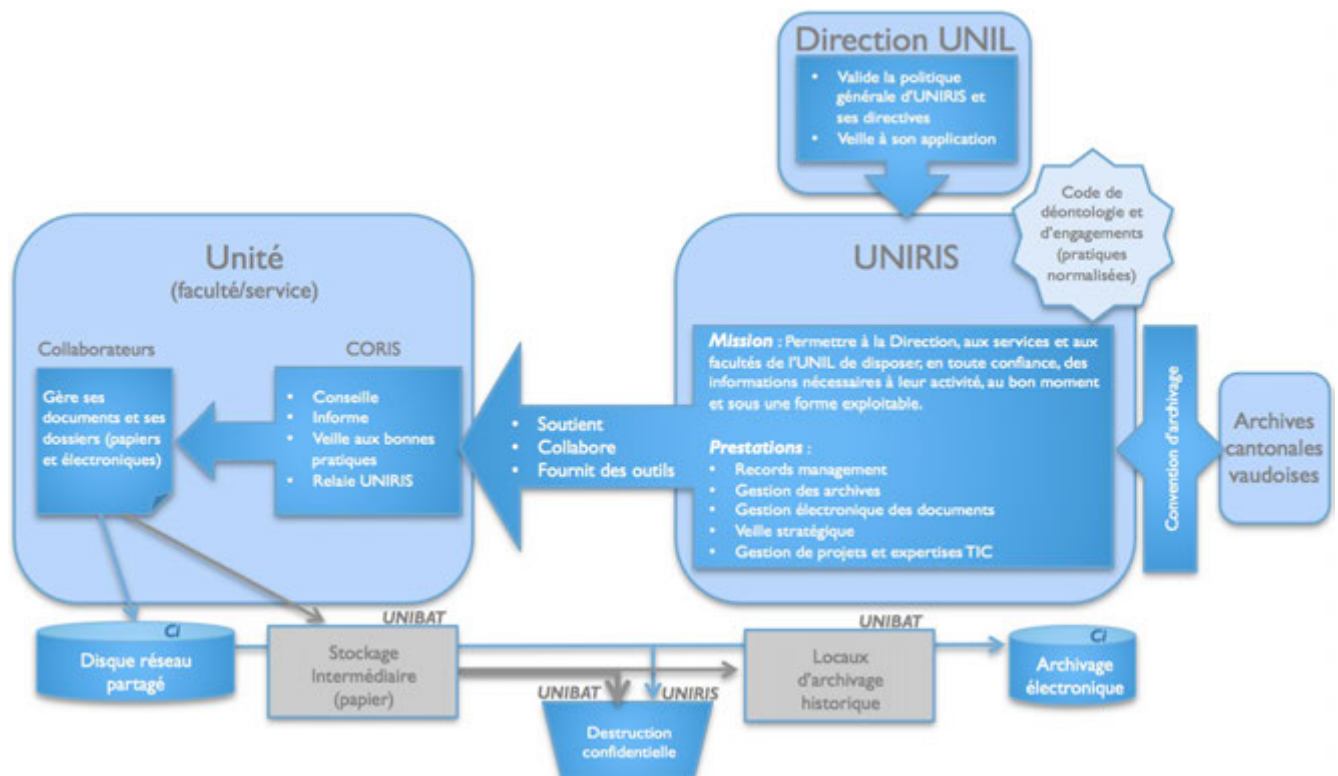 Direction UNIL
• Valide la politique
générale d'UNIRIS et
ses directives
• Veille à son application
Code de
déontologie et
d'engagements
(pratiques
normalisées)
Unité
(faculté/service)
UNIRIS
Collaborateurs
Gère ses
documents et ses
dossiers (papiers
et électroniques)
CORIS
• Conseille
• Informe
• Veille aux bonnes
pratiques
• Relaie UNIRIS
• Soutient
• Collabore
• Fournit des outils
Mission : Permettre à la Direction, aux services et aux
facultés de l'UNIL de disposer, en toute confiance, des
informations nécessaires à leur activité, au bon moment
et sous une forme exploitable.
Prestations :
• Records management
• Gestion des archives
• Gestion électronique des documents
• Veille stratégique
• Gestion de projets et expertises TIC
Convention d'archivage
Archives
cantonales
vaudoises
Ci
Disque réseau
partagé
UNIBAT
Stockage
Intermédiaire
(papier)
UNIBAT
UNIRIS
Destruction
confidentielle
UNIBAT
Locaux
d'archivage
historique
Ci
Archivage
électronique